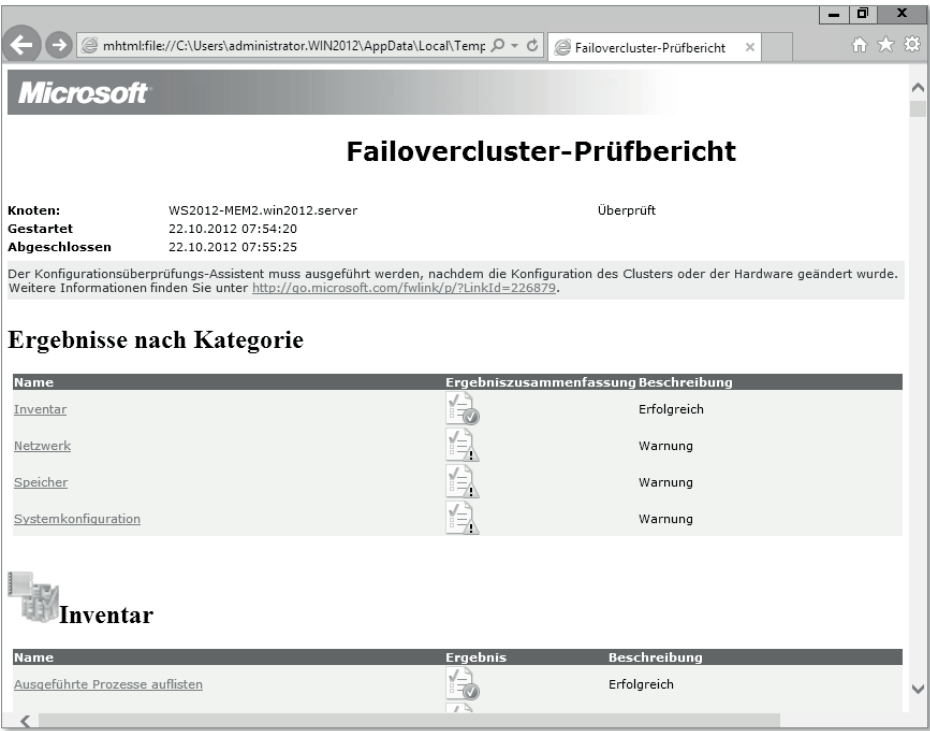 mhtml:file://C:\Users\administrator.WIN2012\AppData\Local\Temp
Failovercluster-Prüfbericht
Microsoft
Failovercluster-Prüfbericht
Knoten: WS2012-MEM2.win2012.server Überprüft
Gestartet 22.10.2012 07:54:20
Abgeschlossen 22.10.2012 07:55:25
Der Konfigurationsüberprüfungs-Assistent muss ausgeführt werden, nachdem die Konfiguration des Clusters oder der Hardware geändert wurde.
Weitere Informationen finden Sie unter http://go.microsoft.com/fwlink/p/?LinkId=226879.
Ergebnisse nach Kategorie
Name Ergebniszusammenfassung Beschreibung
Inventar Erfolgreich
Netzwerk Warnung
Speicher Warnung
Systemkonfiguration Warnung
Inventar
Name Ergebnis Beschreibung
Ausgeführte Prozesse auflisten Erfolgreich